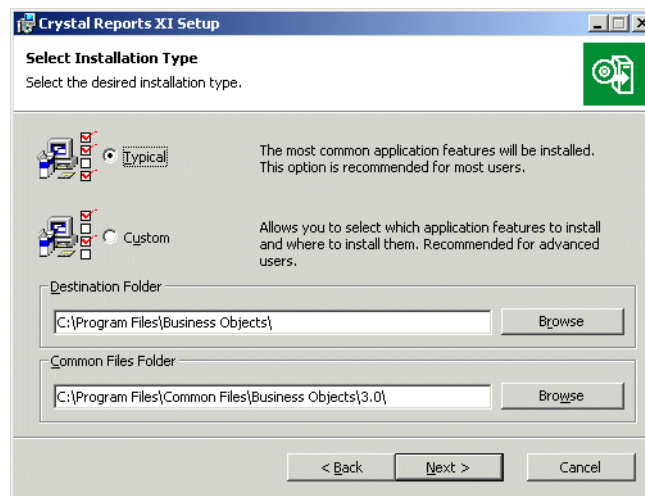 Crystal Reports XI Setup
Select Installation Type
Select the desired installation type.
Typical
The most common application features will be installed.
This option is recommended for most users.
Custom
Allows you to select which application features to install
and where to install them. Recommended for advanced
users.
Destination Folder
C:\Program Files\Business Objects\
Browse
Common Files Folder
C:\Program Files\Common Files\Business Objects\3.0\
Browse
< Back
Next >
Cancel